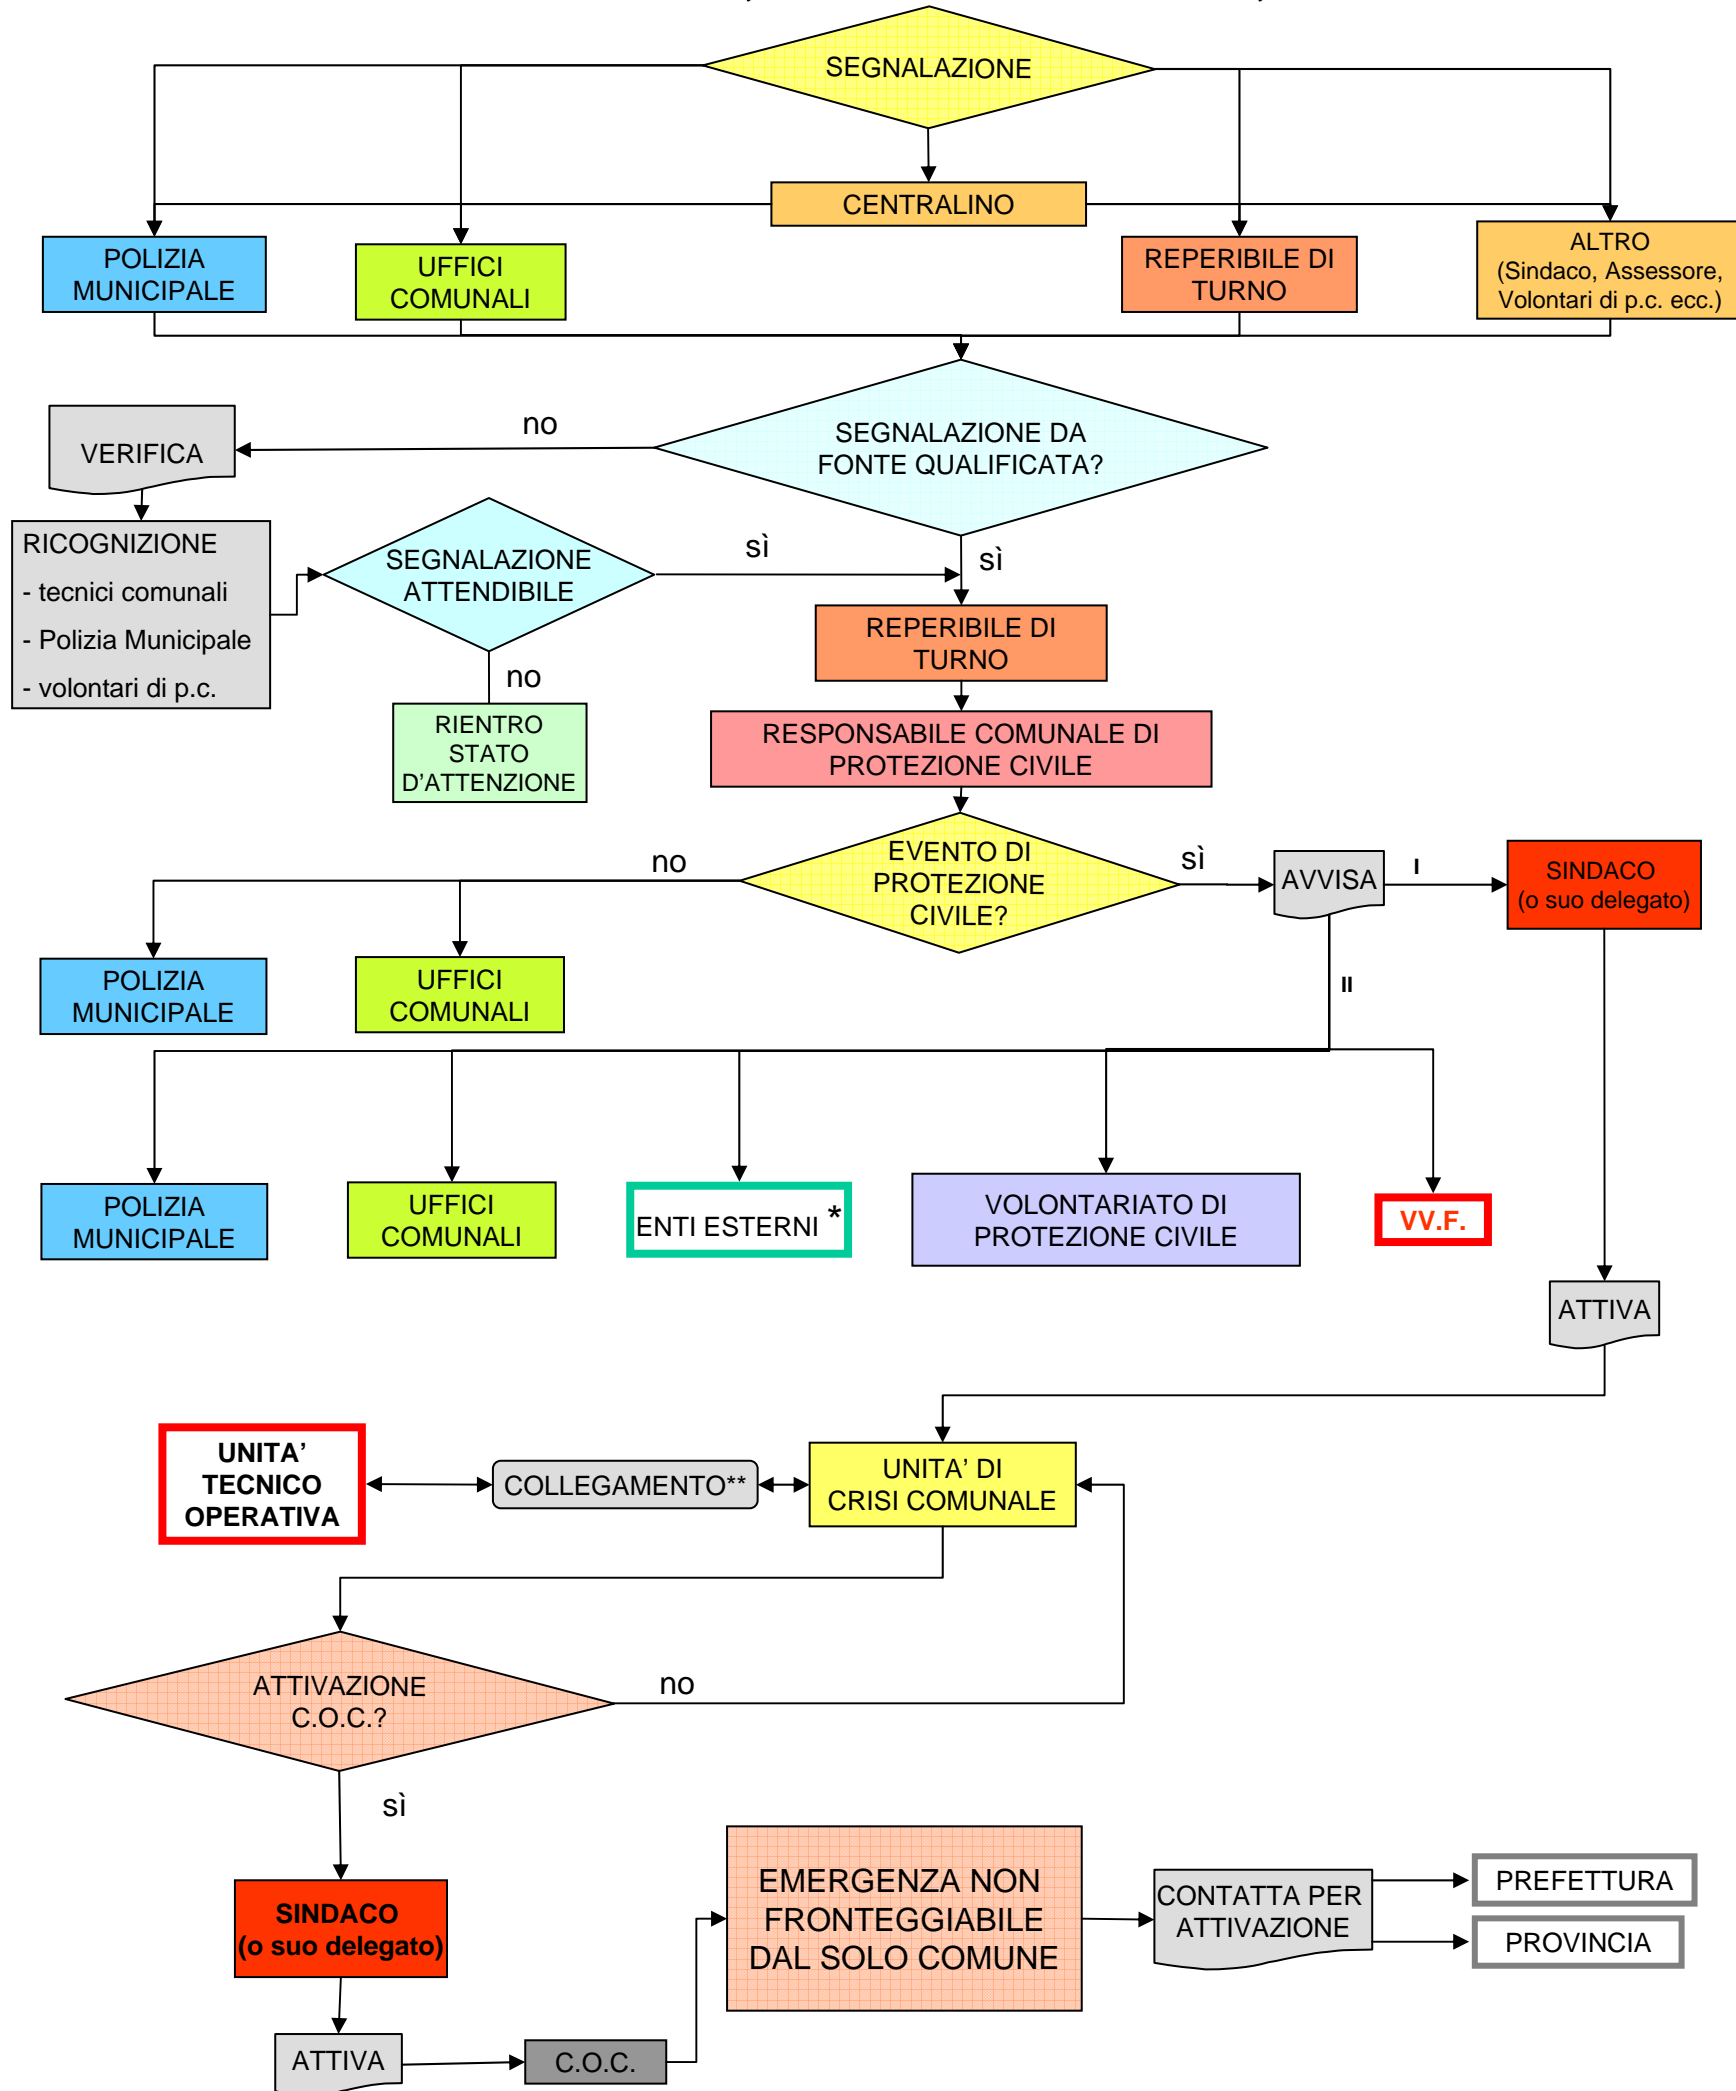 SEGNALAZIONE
CENTRALINO
POLIZIA
MUNICIPALE
UFFICI
COMUNALI
REPERIBILE DI
TURNO
ALTRO
(Sindaco, Assessore,
Volontari di p.c. ecc.)
no
VERIFICA
SEGNALAZIONE DA
FONTE QUALIFICATA?
RICOGNIZIONE
- tecnici comunali
- Polizia Municipale
- volontari di p.c.
SEGNALAZIONE
ATTENDIBILE
sì
sì
no
REPERIBILE DI
TURNO
RIENTRO
STATO
D'ATTENZIONE
RESPONSABILE COMUNALE DI
PROTEZIONE CIVILE
no
EVENTO DI
PROTEZIONE
CIVILE?
sì
AVVISA
I
SINDACO
(o suo delegato)
POLIZIA
MUNICIPALE
UFFICI
COMUNALI
II
POLIZIA
MUNICIPALE
UFFICI
COMUNALI
ENTI ESTERNI *
VOLONTARIATO DI
PROTEZIONE CIVILE
VV.F.
ATTIVA
UNITA'
TECNICO
OPERATIVA
COLLEGAMENTO**
UNITA' DI
CRISI COMUNALE
ATTIVAZIONE
C.O.C.?
no
sì
SINDACO
(o suo delegato)
EMERGENZA NON
FRONTEGGIABILE
DAL SOLO COMUNE
CONTATTA PER
ATTIVAZIONE
PREFETTURA
PROVINCIA
ATTIVA
C.O.C.